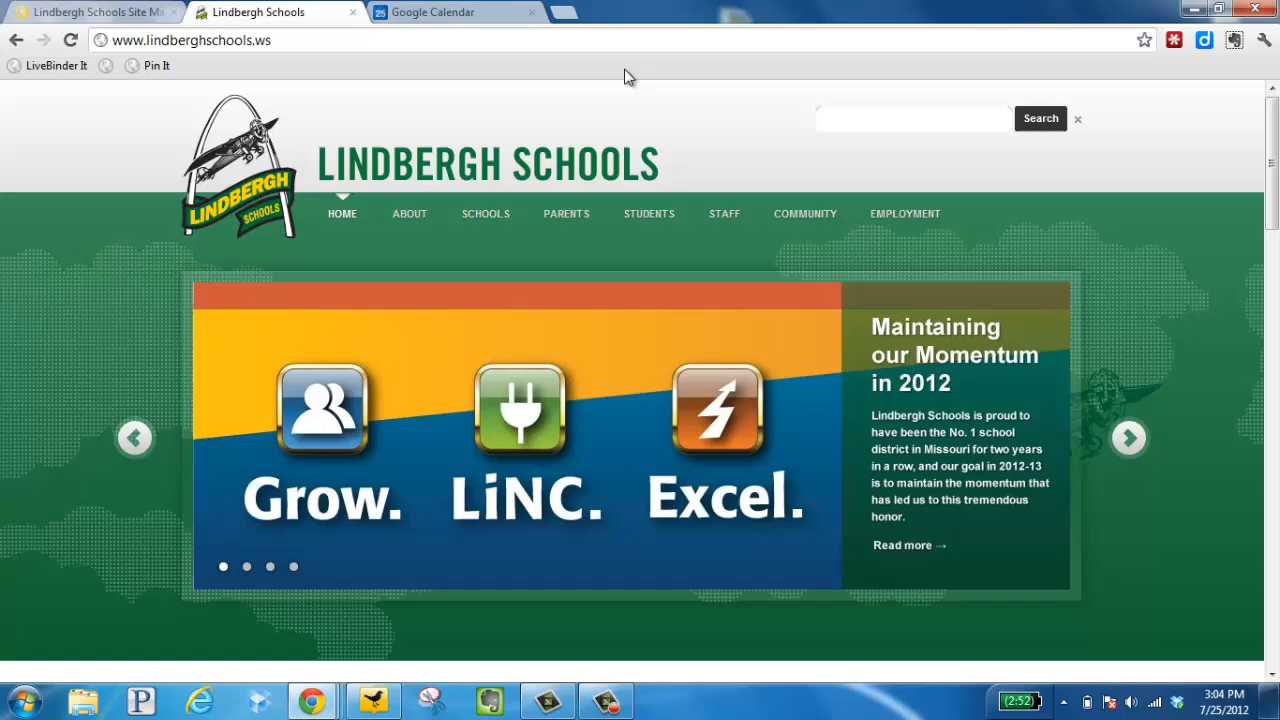 Lindbergh Schools Site Ma
Lindbergh Schools
25 Google Calendar
www.lindberghschools.ws
LiveBinder It
Pin It
Search
LINDBERGH SCHOOLS
LINDBERGH
SCHOOLS
HOME ABOUT SCHOOLS PARENTS STUDENTS STAFF COMMUNITY EMPLOYMENT
Grow. LiNC. Excel.
Maintaining
our Momentum
in 2012
Lindbergh Schools is proud to
have been the No. 1 school
district in Missouri for two years
in a row, and our goal in 2012-13
is to maintain the momentum that
has led us to this tremendous
honor.
Read more →
(2:52)
3:04 PM
7/25/2012